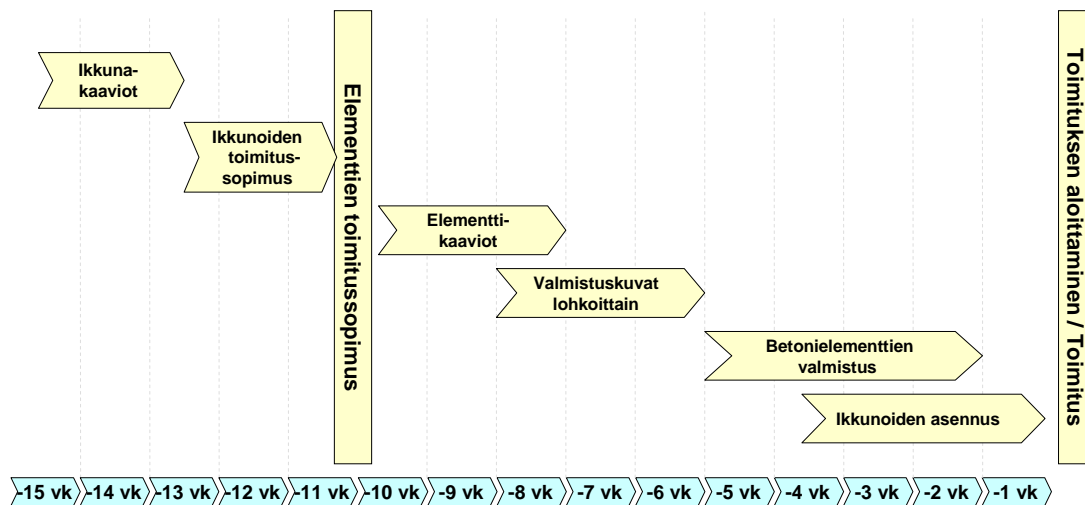 Ikkuna-
kaaviot
Ikkunoiden
toimitus-
sopimus
Elementtien toimitussopimus
Elementti-
kaaviot
Valmistuskuvat
lohkoittain
Betonielementtien
valmistus
Ikkunoiden asennus
Toimituksen aloittaminen / Toimitus
-15 vk
-14 vk
-13 vk
-12 vk
-11 vk
-10 vk
-9 vk
-8 vk
-7 vk
-6 vk
-5 vk
-4 vk
-3 vk
-2 vk
-1 vk